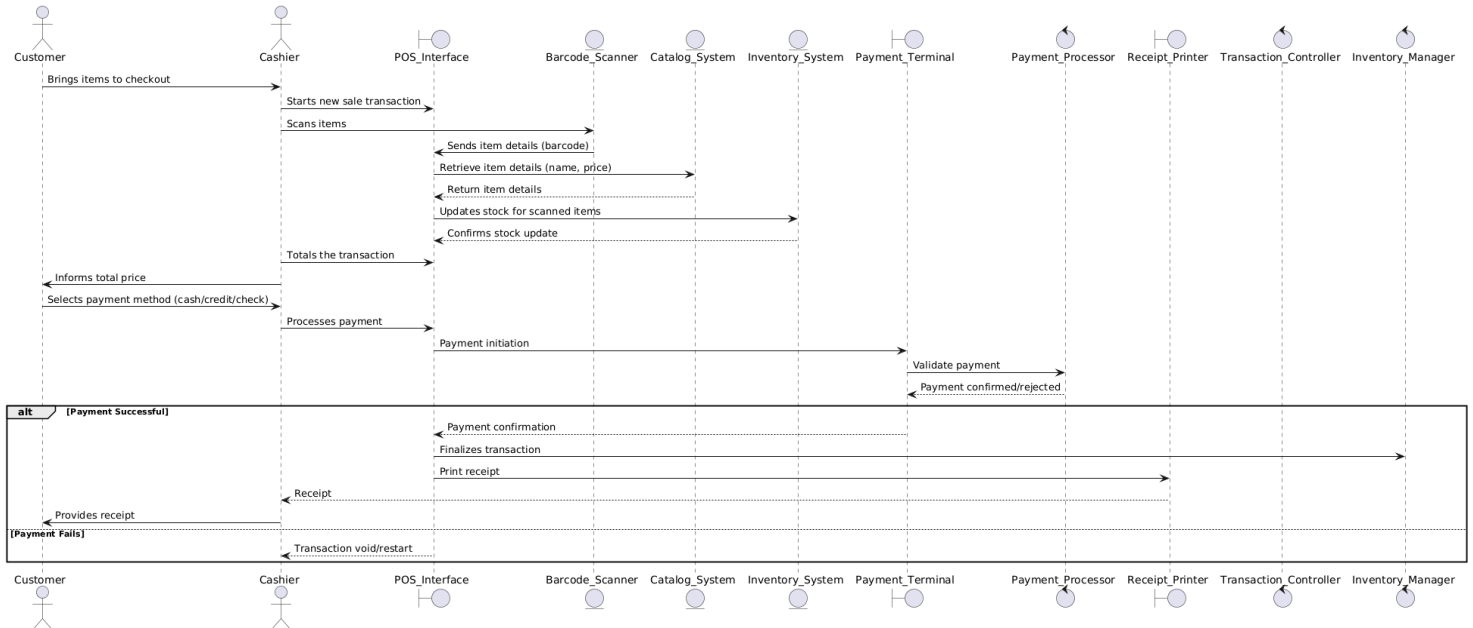 Customer Cashier POS_Interface Barcode_Scanner Catalog_System Inventory_System Payment_Terminal Payment_Processor Receipt_Printer Transaction_Controller Inventory_Manager
Brings items to checkout
Starts new sale transaction
Scans items
Sends item details (barcode)
Retrieve item details (name, price)
Return item details
Updates stock for scanned items
Confirms stock update
Totals the transaction
Informs total price
Selects payment method (cash/credit/check)
Processes payment
Payment initiation
Validate payment
Payment confirmed/rejected
alt [Payment Successful]
Payment confirmation
Finalizes transaction
Print receipt
Receipt
Provides receipt
[Payment Fails]
Transaction void/restart
Customer Cashier POS_Interface Barcode_Scanner Catalog_System Inventory_System Payment_Terminal Payment_Processor Receipt_Printer Transaction_Controller Inventory_Manager